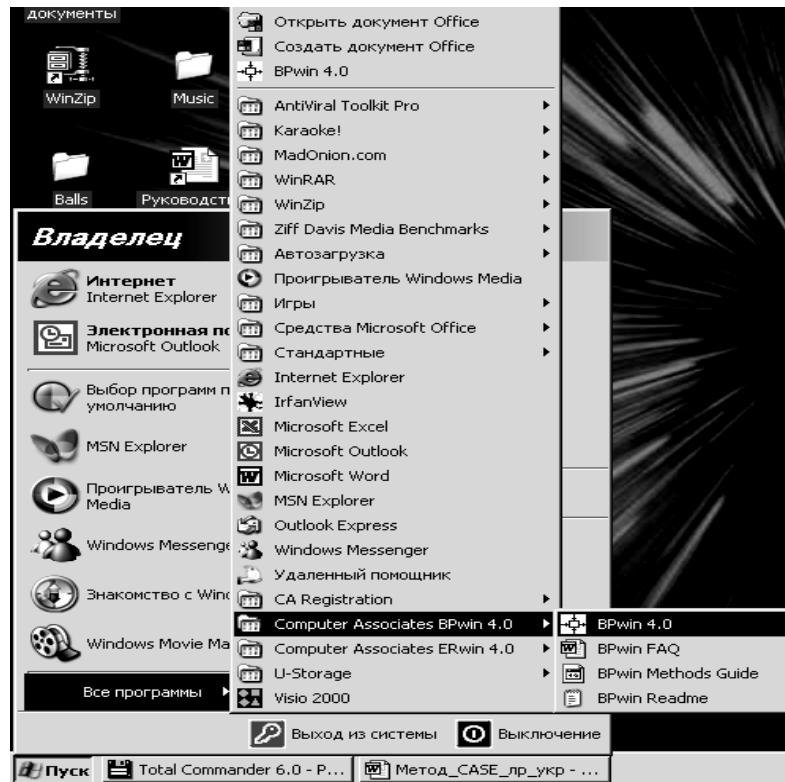 документы
WinZip
Music
Balls
Руководст
Открыть документ Office
Создать документ Office
BPwin 4.0
AntiViral Toolkit Pro
Karaoke!
MadOnion.com
WinRAR
WinZip
Ziff Davis Media Benchmarks
Автозагрузка
Проигрыватель Windows Media
Игры
Средства Microsoft Office
Стандартные
Internet Explorer
IrfanView
Microsoft Excel
Microsoft Outlook
Microsoft Word
MSN Explorer
Outlook Express
Windows Messenger
Удаленный помощник
CA Registration
Computer Associates BPwin 4.0
Computer Associates ERwin 4.0
U-Storage
Visio 2000
BPwin 4.0
BPwin FAQ
BPwin Methods Guide
BPwin Readme
Владелец
Интернет
Internet Explorer
Электронная по
Microsoft Outlook
Выбор программ п
умолчанию
MSN Explorer
Проигрыватель W
Media
Windows Messenge
Знакомство с Wind
Windows Movie Ma
Все программы
Выход из системы
Выключение
Пуск
Total Commander 6.0 - P...
Метод_CASE_лр_укр - ...